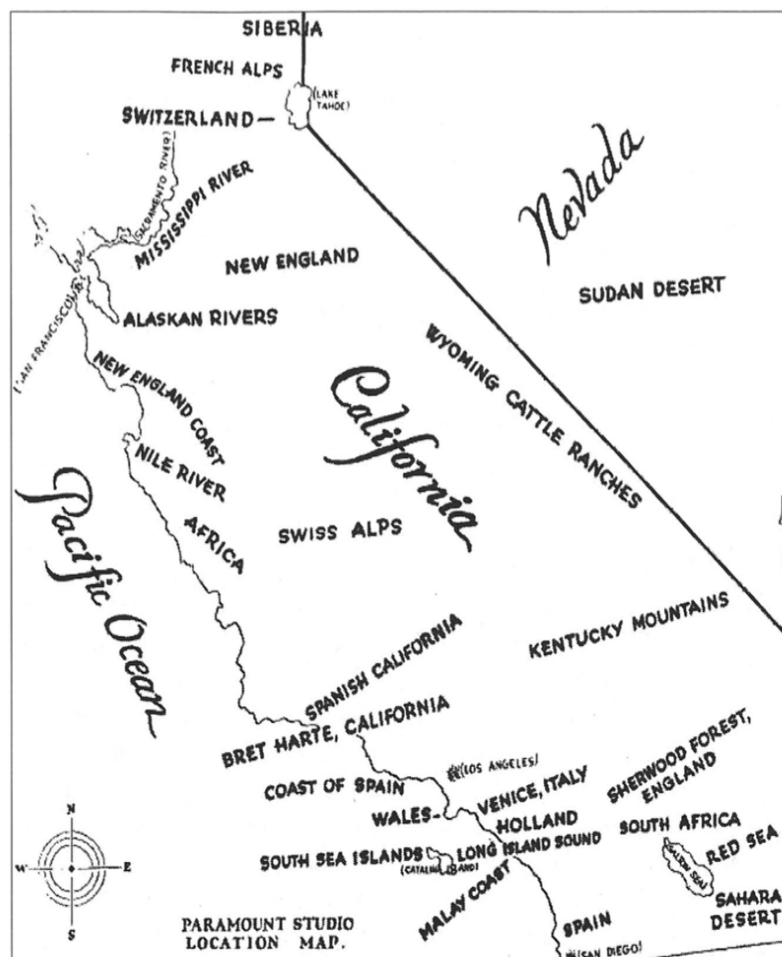 SIBERIA
FRENCH ALPS
(LAKE
TAHOE)
SWITZERLAND
(SACRAMENTO RIVER)
MISSISSIPPI RIVER
Nevada
NEW ENGLAND
SUDAN DESERT
ALASKAN RIVERS
(SAN FRANCISCO)
WYOMING CATTLE RANCHES
NEW ENGLAND COAST
California
NILE RIVER
Pacific Ocean
AFRICA
SWISS ALPS
KENTUCKY MOUNTAINS
SPANISH CALIFORNIA
BRET HARTE, CALIFORNIA
(LOS ANGELES)
COAST OF SPAIN
VENICE, ITALY
SHERWOOD FOREST,
ENGLAND
WALES
HOLLAND
SOUTH AFRICA
LONG ISLAND SOUND
SOUTH SEA ISLANDS
RED SEA
(SALTON SEA)
MALAY COAST
SAHARA
DESERT
SPAIN
(SAN DIEGO)
N
W
E
S
PARAMOUNT STUDIO
LOCATION MAP.